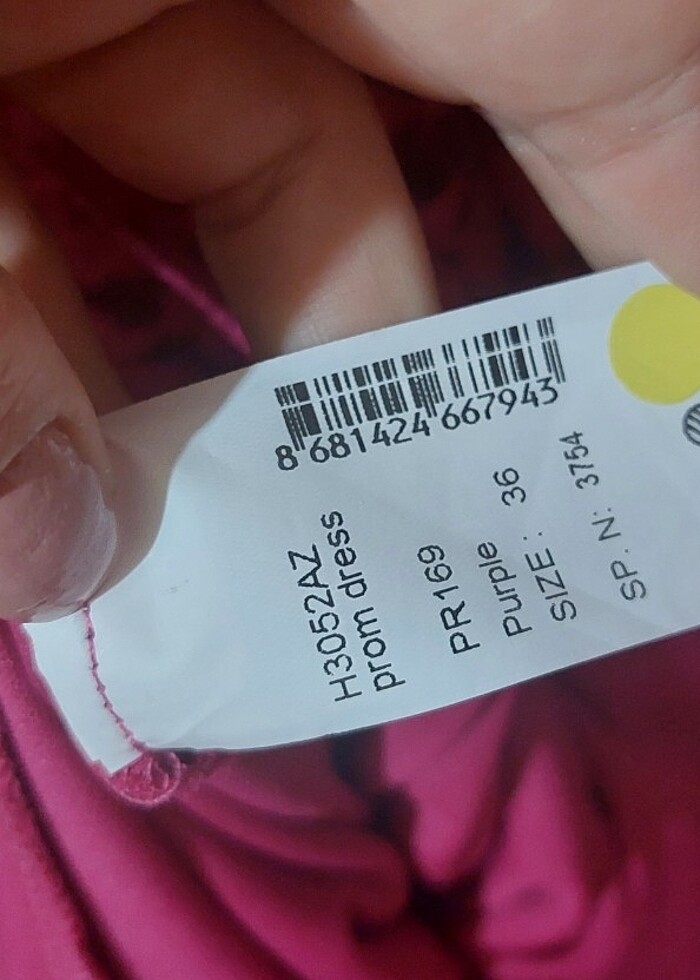 8 681424 667943
H3052AZ
prom dress
PR169
Purple
SIZE: 36
SP. N: 3754